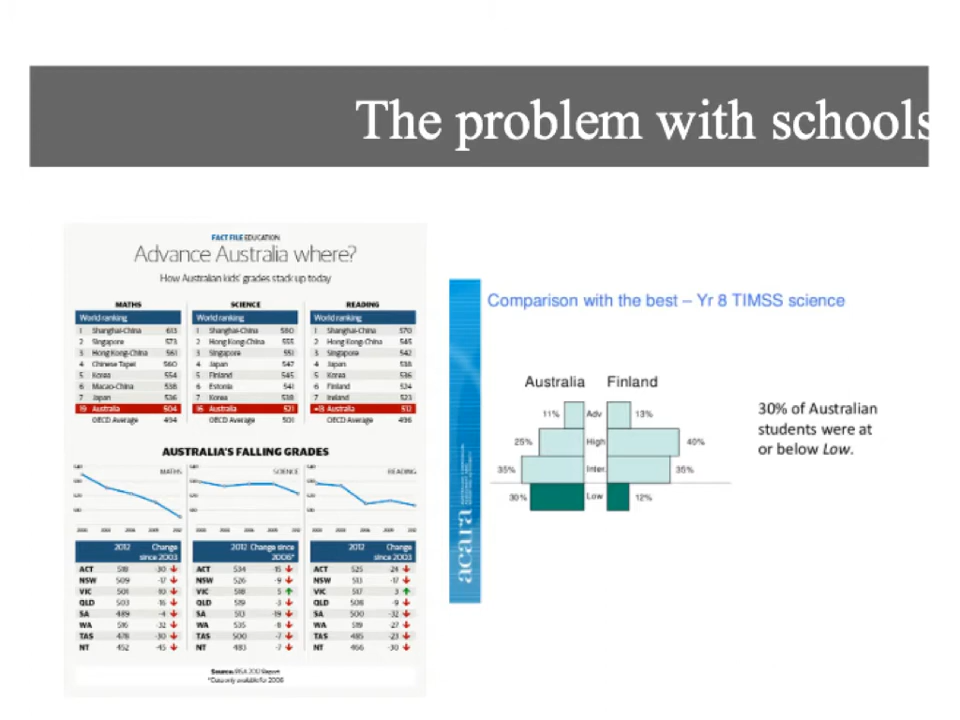 The problem with schools
FACT FILE EDUCATION
Advance Australia where?
How Australian kids' grades stack up today
MATHS
World ranking
1 Shanghai-China 613
2 Singapore 573
3 Hong Kong-China 561
4 Chinese Taipei 560
5 Korea 554
6 Macao-China 538
7 Japan 536
19 Australia 504
OECD Average 494
SCIENCE
World ranking
1 Shanghai-China 580
2 Hong Kong-China 555
3 Singapore 551
4 Japan 547
5 Finland 545
6 Estonia 541
7 Korea 538
16 Australia 521
OECD Average 501
READING
World ranking
1 Shanghai-China 570
2 Hong Kong-China 545
3 Singapore 542
4 Japan 538
5 Korea 536
6 Finland 524
7 Ireland 523
=13 Australia 512
OECD Average 496
AUSTRALIA'S FALLING GRADES
MATHS
SCIENCE
READING
2012 Change since 2003
ACT 518 -30
NSW 509 -17
VIC 501 -10
QLD 503 -16
SA 489 -4
WA 516 -32
TAS 478 -30
NT 452 -45
2012 Change since 2006*
ACT 534 -15
NSW 526 -9
VIC 518 5
QLD 519 -3
SA 513 -19
WA 535 -8
TAS 500 -7
NT 483 -7
2012 Change since 2003
ACT 525 -24
NSW 513 -17
VIC 517 3
QLD 508 -9
SA 500 -32
WA 519 -27
TAS 485 -23
NT 466 -30
Source: PISA 2012 Report
*Data only available for 2006
acara
Comparison with the best – Yr 8 TIMSS science
Australia Finland
11% Adv 13%
25% High 40%
35% Inter. 35%
30% Low 12%
30% of Australian
students were at
or below Low.